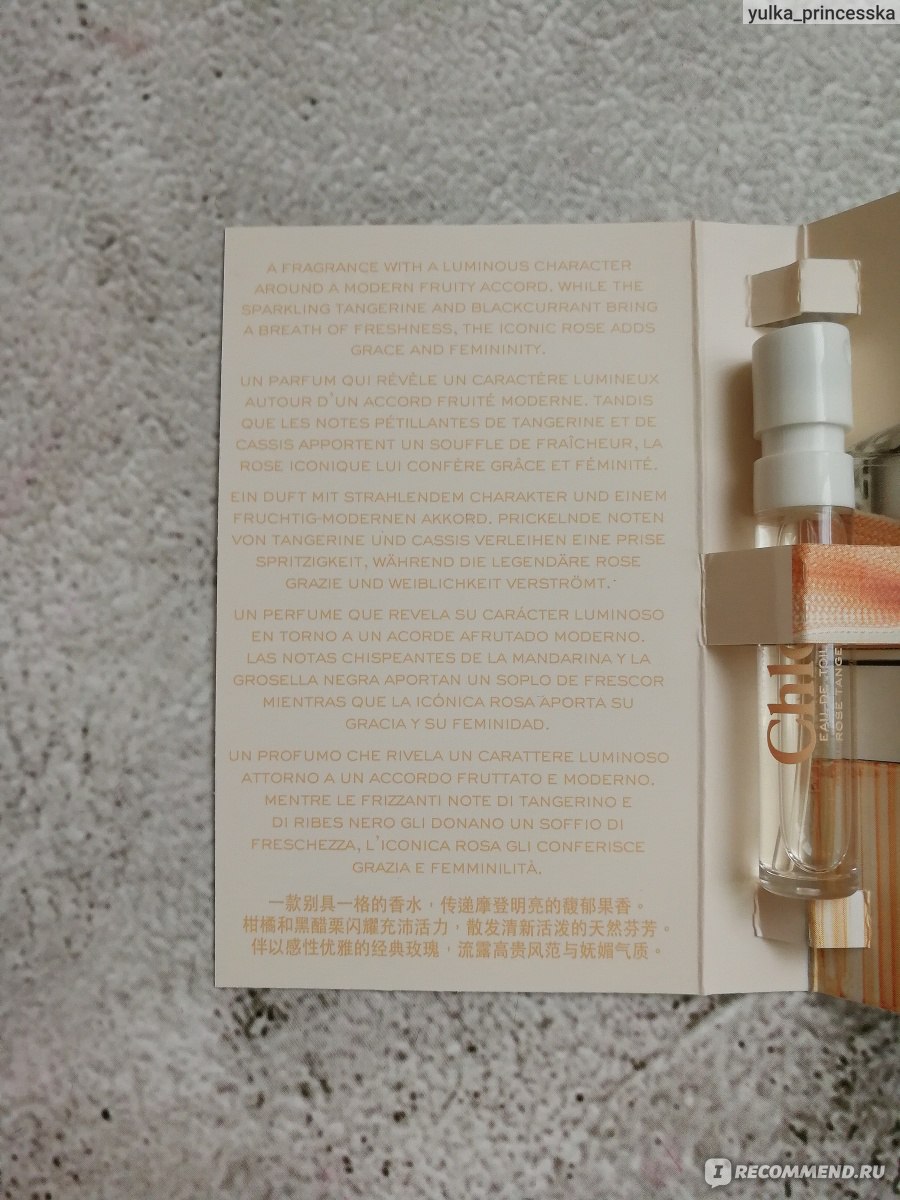 yulka_princesska
A FRAGRANCE WITH A LUMINOUS CHARACTER
AROUND A MODERN FRUITY ACCORD. WHILE THE
SPARKLING TANGERINE AND BLACKCURRANT BRING
A BREATH OF FRESHNESS, THE ICONIC ROSE ADDS
GRACE AND FEMININITY.
UN PARFUM QUI RÉVÈLE UN CARACTÈRE LUMINEUX
AUTOUR D'UN ACCORD FRUITÉ MODERNE. TANDIS
QUE LES NOTES PÉTILLANTES DE TANGERINE ET DE
CASSIS APPORTENT UN SOUFFLE DE FRAÎCHEUR, LA
ROSE ICONIQUE LUI CONFÈRE GRÂCE ET FÉMINITÉ.
EIN DUFT MIT STRAHLENDEM CHARAKTER UND EINEM
FRUCHTIG-MODERNEN AKKORD. PRICKELNDE NOTEN
VON TANGERINE UND CASSIS VERLEIHEN EINE PRISE
SPRITZIGKEIT, WÄHREND DIE LEGENDÄRE ROSE
GRAZIE UND WEIBLICHKEIT VERSTRÖMT.
UN PERFUME QUE REVELA SU CARÁCTER LUMINOSO
EN TORNO A UN ACORDE AFRUTADO MODERNO.
LAS NOTAS CHISPEANTES DE LA MANDARINA Y LA
GROSELLA NEGRA APORTAN UN SOPLO DE FRESCOR
MIENTRAS QUE LA ICÓNICA ROSA APORTA SU
GRACIA Y SU FEMINIDAD.
UN PROFUMO CHE RIVELA UN CARATTERE LUMINOSO
ATTORNO A UN ACCORDO FRUTTATO E MODERNO.
MENTRE LE FRIZZANTI NOTE DI TANGERINO E
DI RIBES NERO GLI DONANO UN SOFFIO DI
FRESCHEZZA, L'ICONICA ROSA GLI CONFERISCE
GRAZIA E FEMMINILITÀ.
一款别具一格的香水，传递摩登明亮的馥郁果香。
柑橘和黑醋栗闪耀充沛活力，散发清新活泼的天然芬芳。
伴以感性优雅的经典玫瑰，流露高贵风范与妩媚气质。
Chlo
EAU DE TOIL
ROSE TANGE
RECOMMEND.RU